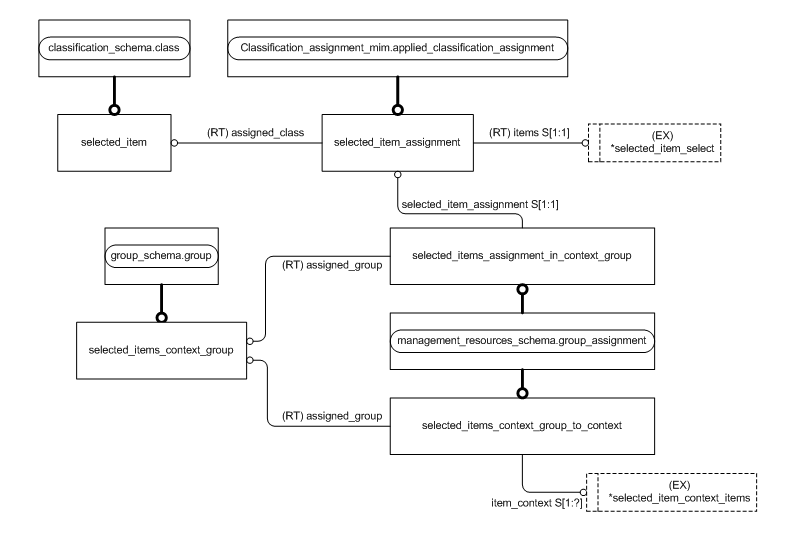 classification_schema.class
Classification_assignment_mim.applied_classification_assignment
selected_item
(RT) assigned_class
selected_item_assignment
(RT) items S[1:1]
(EX)
*selected_item_select
selected_item_assignment S[1:1]
group_schema.group
selected_items_assignment_in_context_group
(RT) assigned_group
selected_items_context_group
management_resources_schema.group_assignment
(RT) assigned_group
selected_items_context_group_to_context
item_context S[1:?]
(EX)
*selected_item_context_items